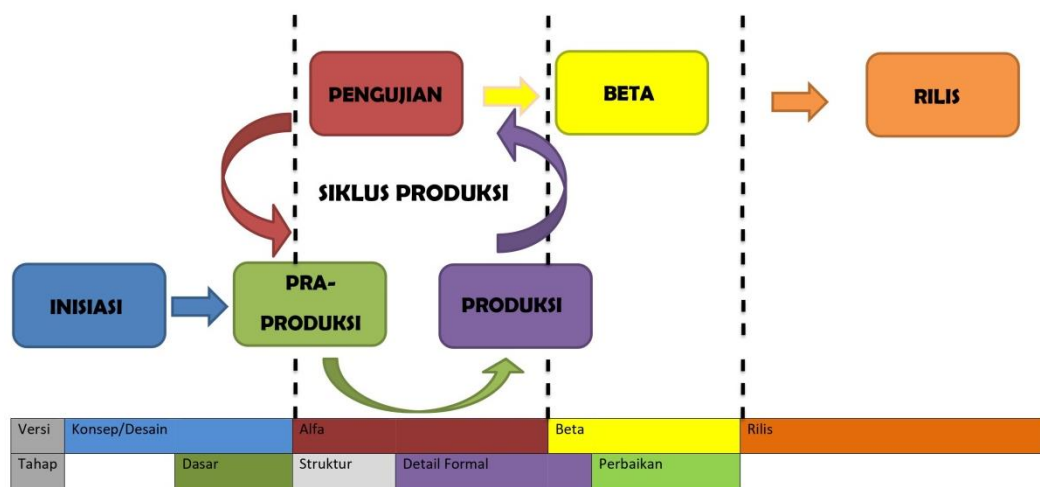 PENGUJIAN
BETA
RILIS
SIKLUS PRODUKSI
INISIASI
PRA-
PRODUKSI
PRODUKSI
Versi Konsep/Desain Alfa Beta Rilis
Tahap Dasar Struktur Detail Formal Perbaikan